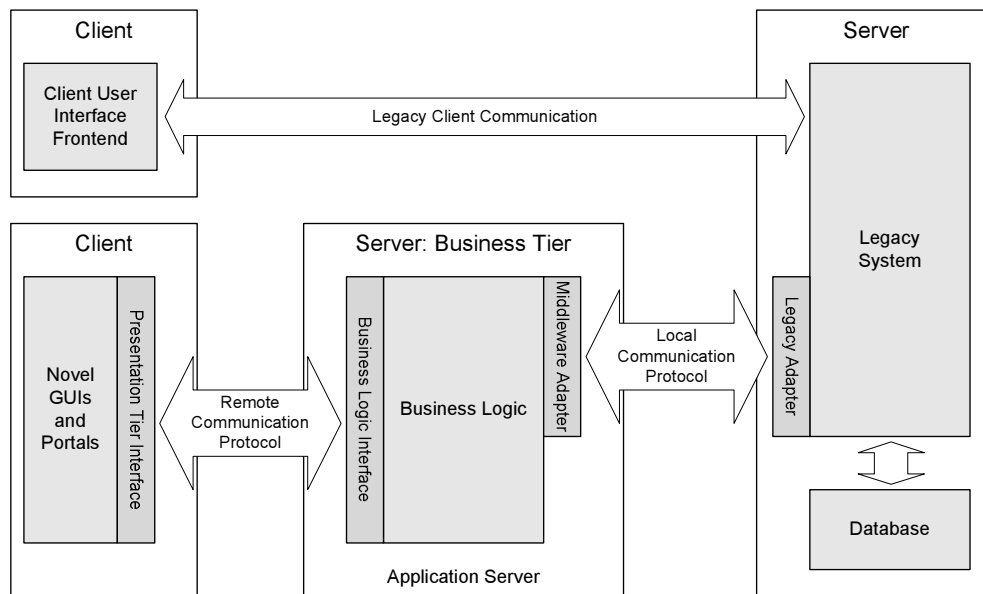 Client
Client User
Interface
Frontend
Legacy Client Communication
Server
Legacy
System
Client
Novel
GUIs
and
Portals
Presentation Tier Interface
Remote
Communication
Protocol
Server: Business Tier
Business Logic Interface
Business Logic
Middleware Adapter
Application Server
Local
Communication
Protocol
Legacy Adapter
Database